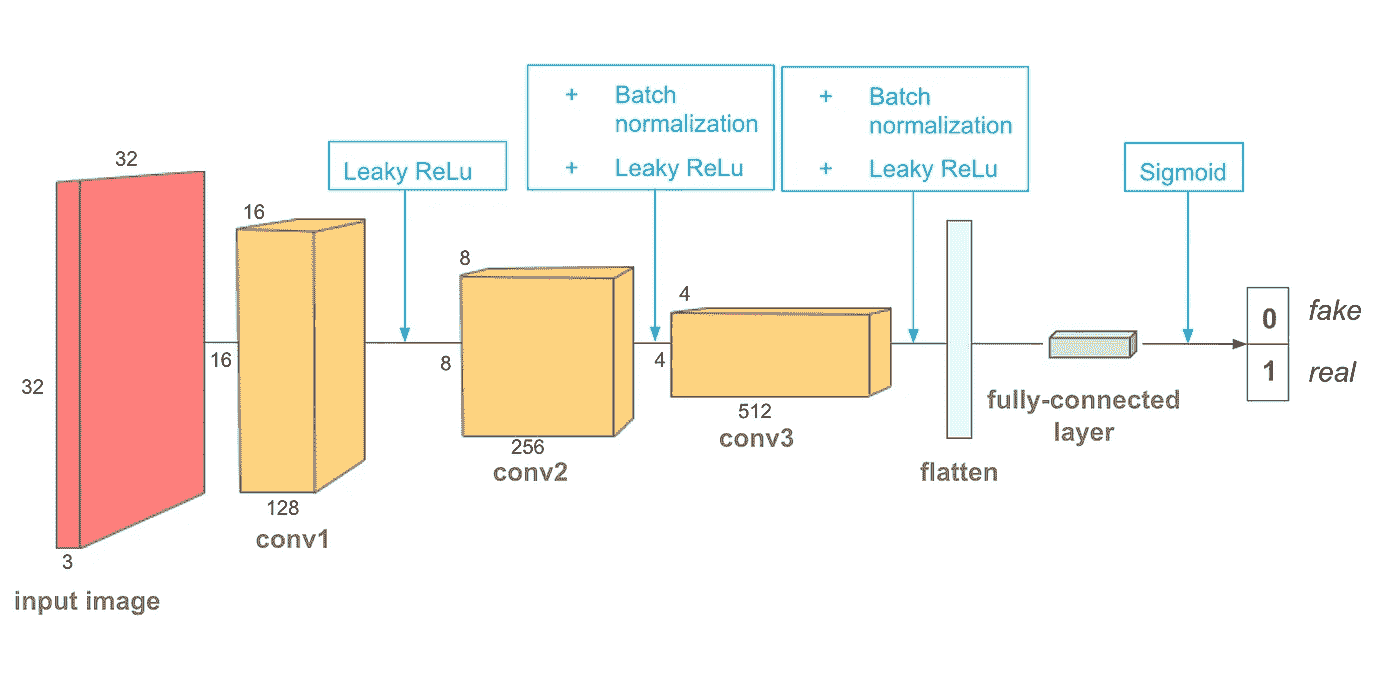 32
32
3
input image
16
16
128
conv1
Leaky ReLu
8
8
256
conv2
+ Batch
normalization
+ Leaky ReLu
4
4
512
conv3
+ Batch
normalization
+ Leaky ReLu
flatten
fully-connected
layer
Sigmoid
0 fake
1 real